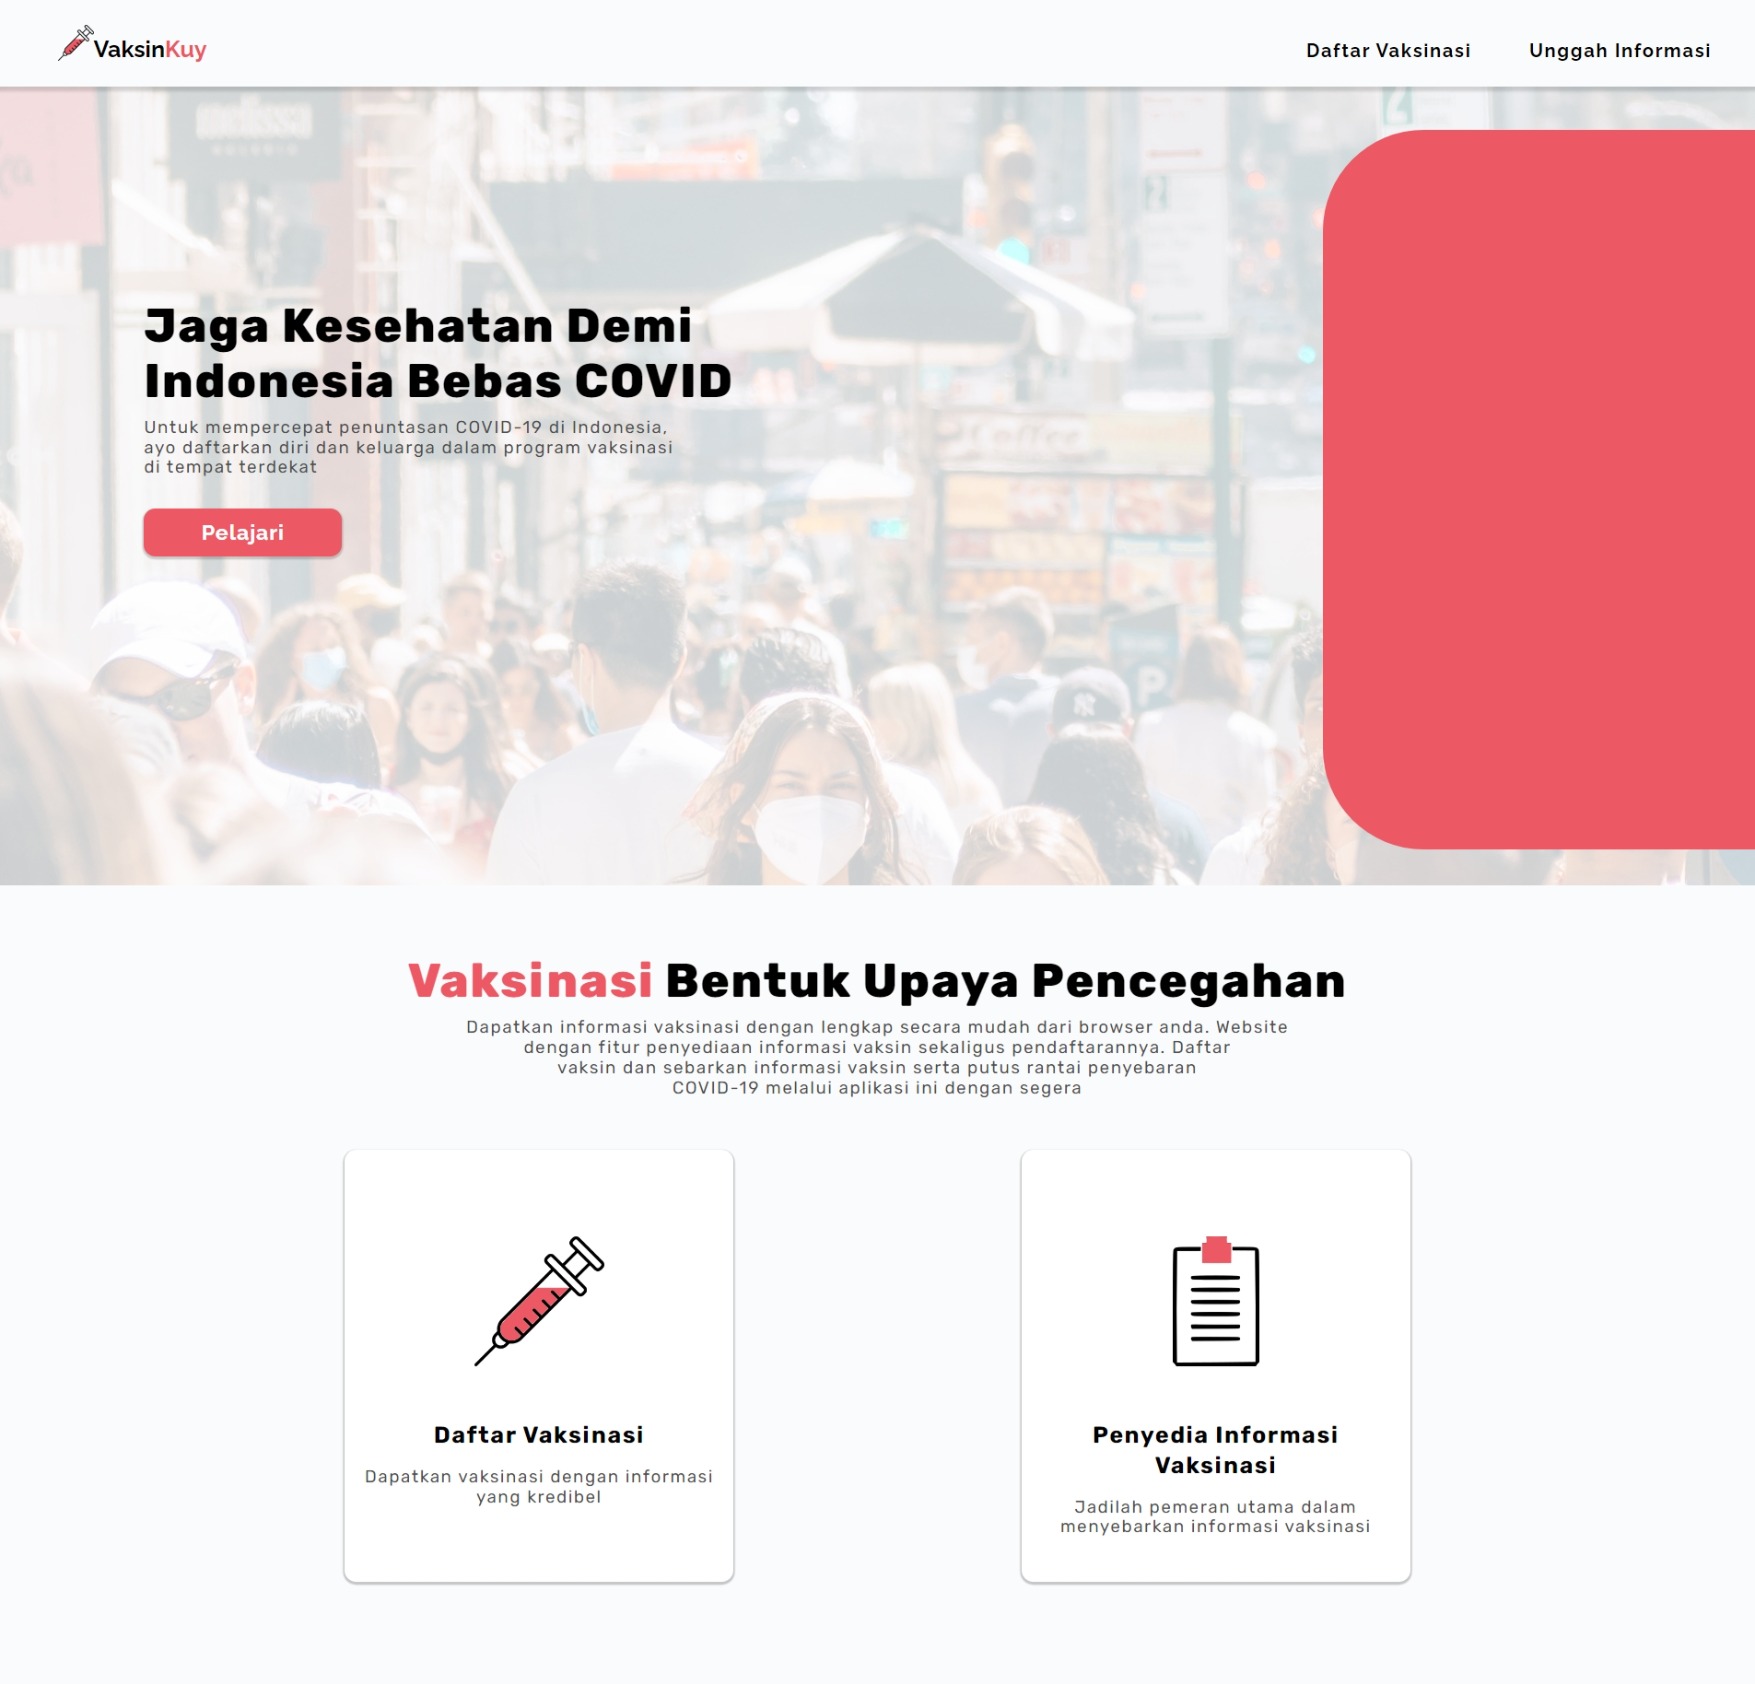 VaksinKuy
Daftar Vaksinasi
Unggah Informasi
Jaga Kesehatan Demi
Indonesia Bebas COVID
Untuk mempercepat penuntasan COVID-19 di Indonesia,
ayo daftarkan diri dan keluarga dalam program vaksinasi
di tempat terdekat
Pelajari
Coffee
P
Vaksinasi Bentuk Upaya Pencegahan
Dapatkan informasi vaksinasi dengan lengkap secara mudah dari browser anda. Website
dengan fitur penyediaan informasi vaksin sekaligus pendaftarannya. Daftar
vaksin dan sebarkan informasi vaksin serta putus rantai penyebaran
COVID-19 melalui aplikasi ini dengan segera
Daftar Vaksinasi
Dapatkan vaksinasi dengan informasi
yang kredibel
Penyedia Informasi
Vaksinasi
Jadilah pemeran utama dalam
menyebarkan informasi vaksinasi